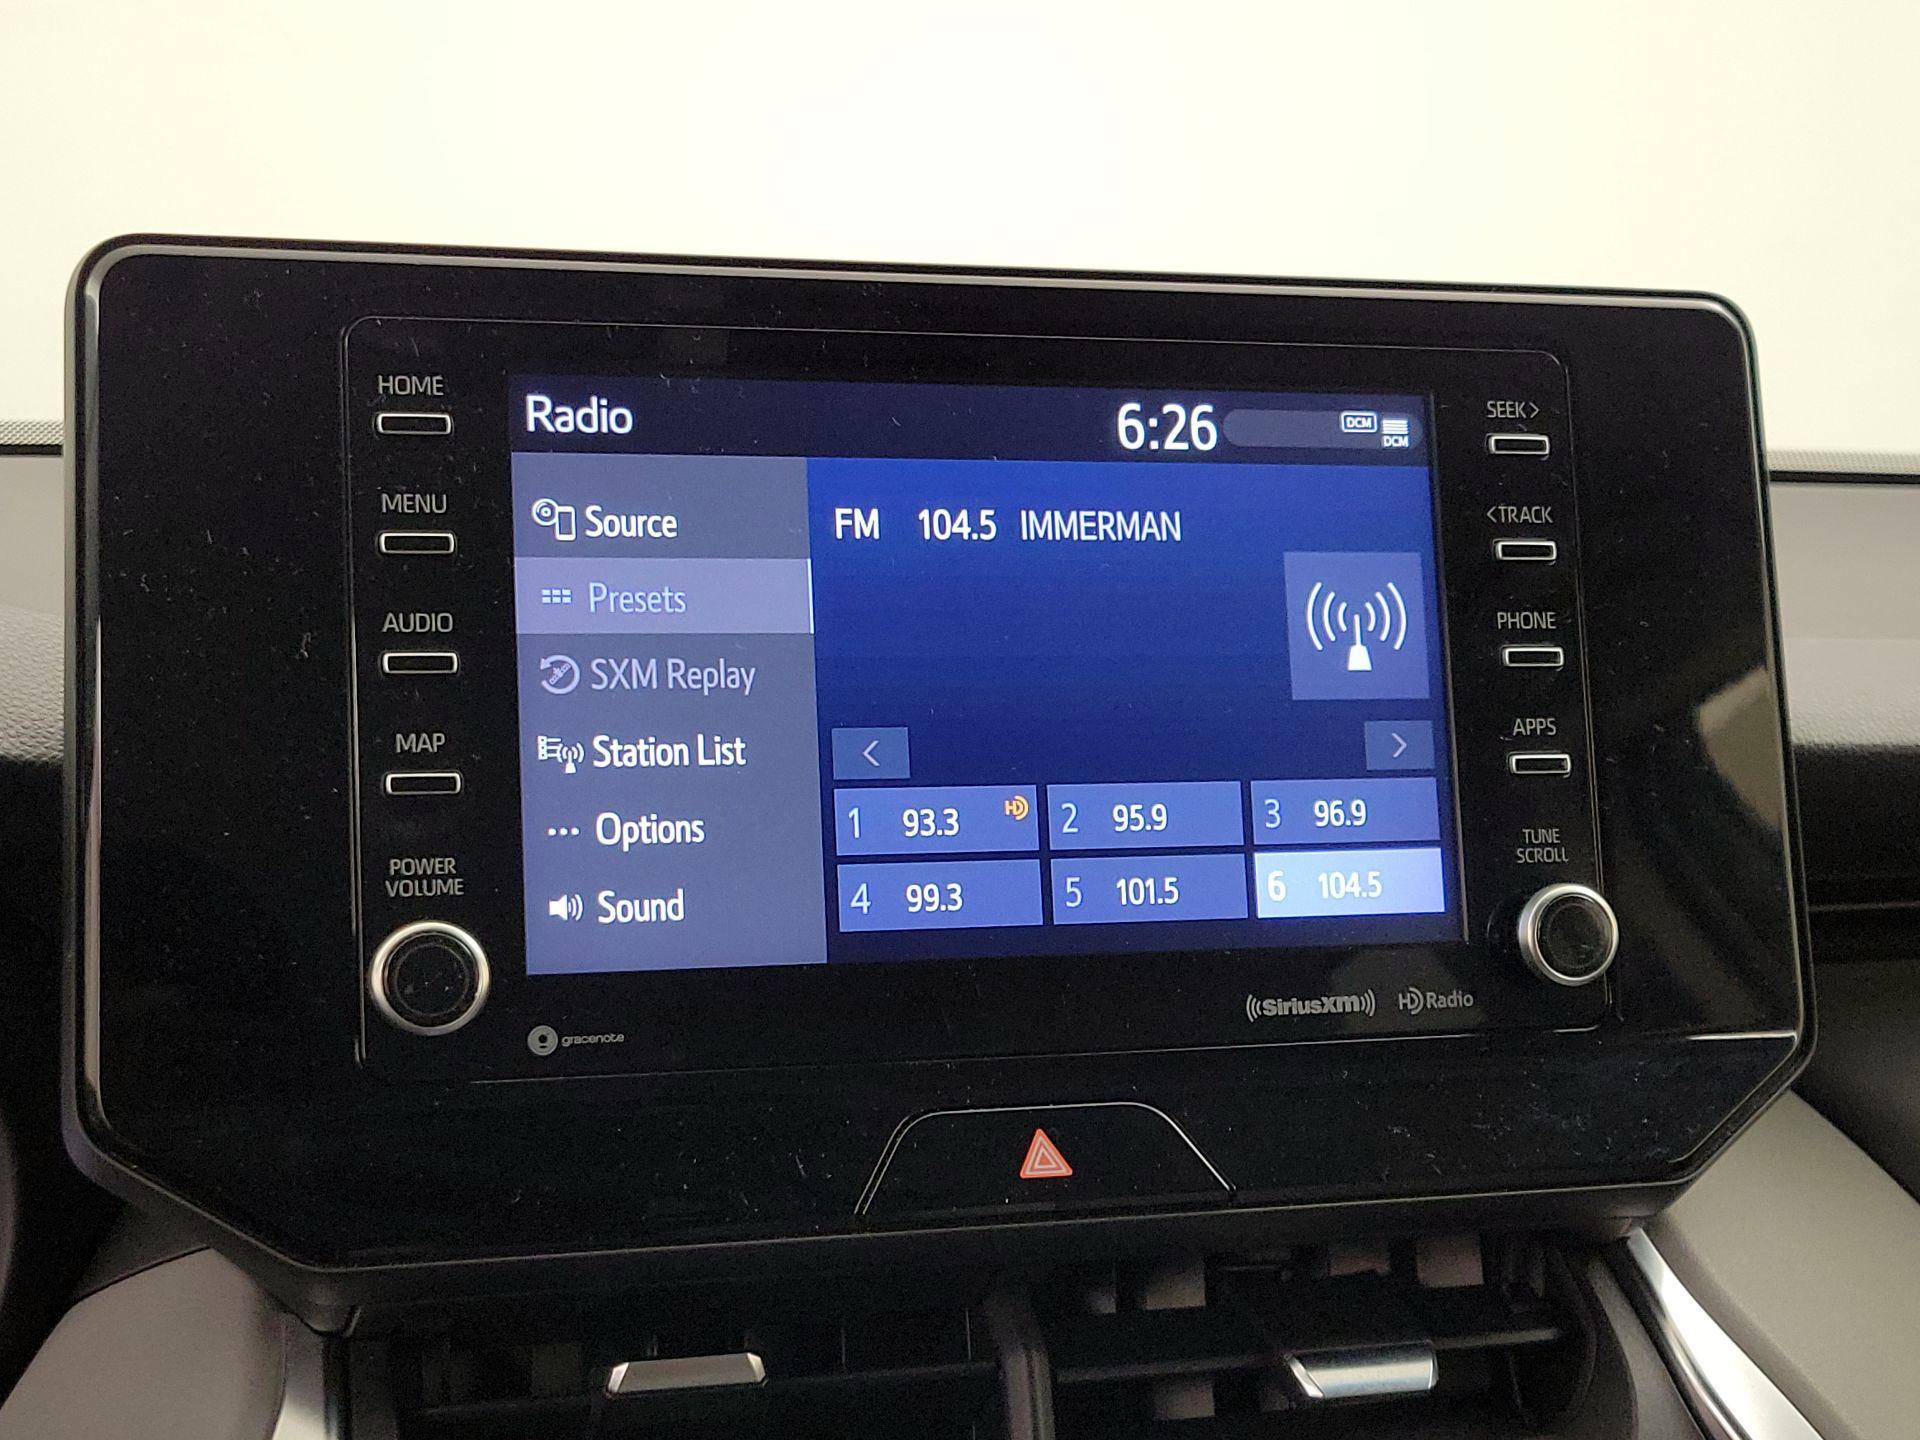 HOME
MENU
AUDIO
MAP
POWER
VOLUME
Radio
6:26
DCM
DCM
Source
Presets
SXM Replay
Station List
Options
Sound
FM 104.5 IMMERMAN
<
>
1 93.3 HD
2 95.9
3 96.9
4 99.3
5 101.5
6 104.5
SEEK>
<TRACK
PHONE
APPS
TUNE
SCROLL
gracenote
((SiriusXM))
HD Radio